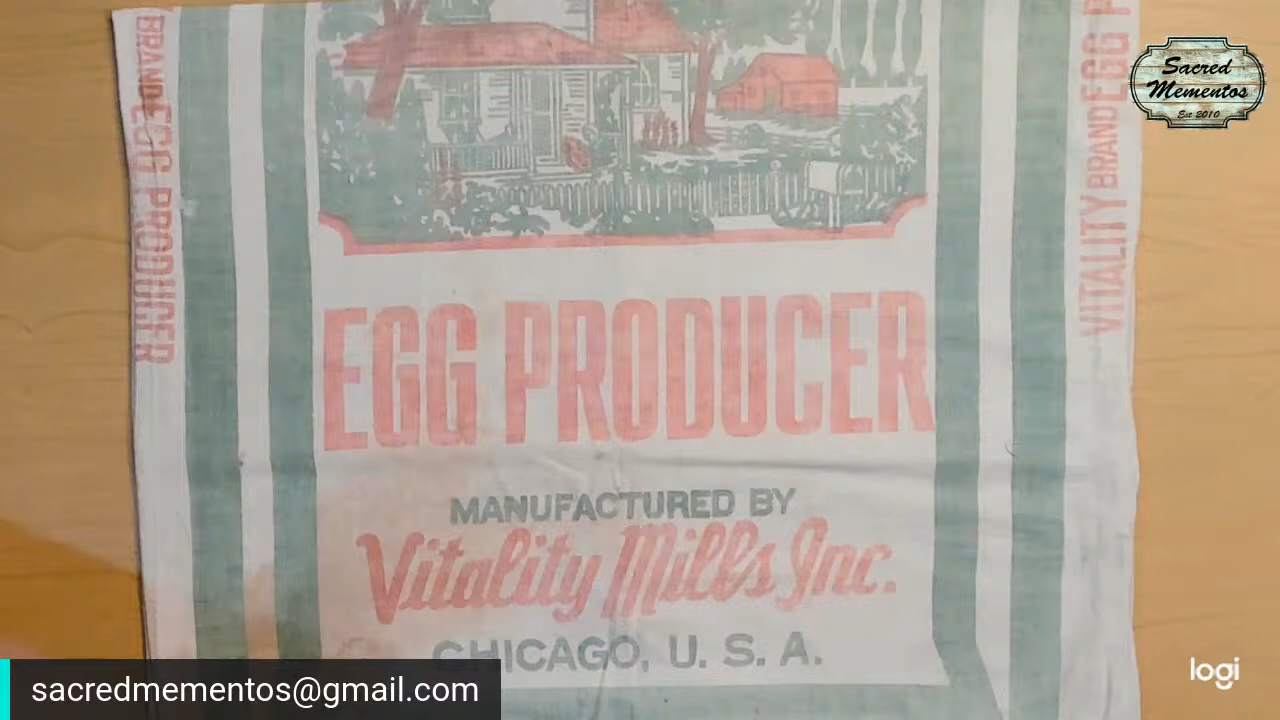 BRAND EGG PRODUCER
VITALITY BRAND EGG P
Sacred
Mementos
Est 2010
EGG PRODUCER
MANUFACTURED BY
Vitality Mills Inc.
CHICAGO, U. S. A.
logi
sacredmementos@gmail.com